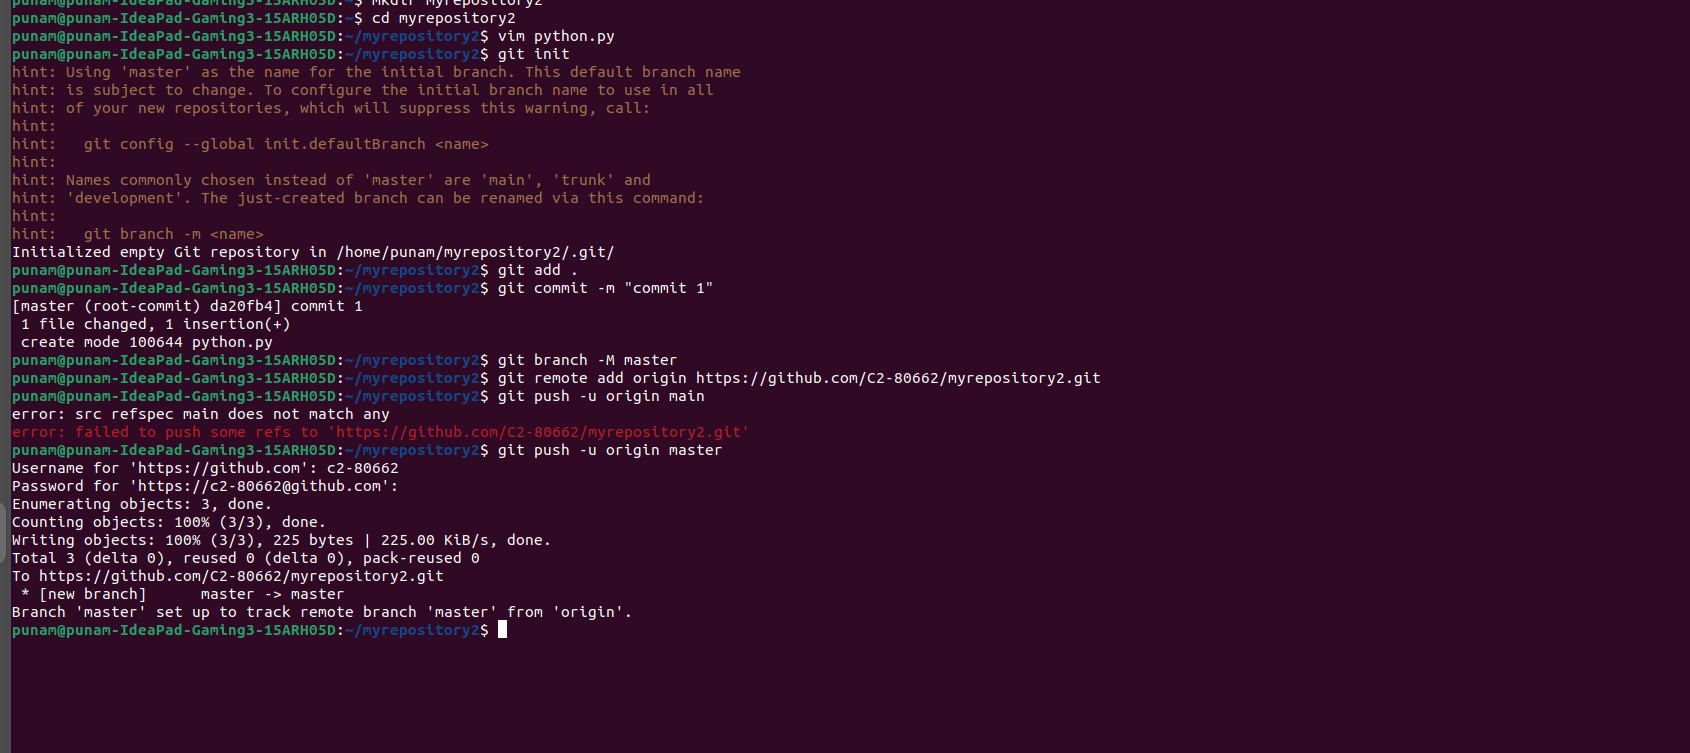 punam@punam-IdeaPad-Gaming3-15ARH05D:~$ mkdir myrepository2
punam@punam-IdeaPad-Gaming3-15ARH05D:~$ cd myrepository2
punam@punam-IdeaPad-Gaming3-15ARH05D:~/myrepository2$ vim python.py
punam@punam-IdeaPad-Gaming3-15ARH05D:~/myrepository2$ git init
hint: Using 'master' as the name for the initial branch. This default branch name
hint: is subject to change. To configure the initial branch name to use in all
hint: of your new repositories, which will suppress this warning, call:
hint:
hint:   git config --global init.defaultBranch <name>
hint:
hint: Names commonly chosen instead of 'master' are 'main', 'trunk' and
hint: 'development'. The just-created branch can be renamed via this command:
hint:
hint:   git branch -m <name>
Initialized empty Git repository in /home/punam/myrepository2/.git/
punam@punam-IdeaPad-Gaming3-15ARH05D:~/myrepository2$ git add .
punam@punam-IdeaPad-Gaming3-15ARH05D:~/myrepository2$ git commit -m "commit 1"
[master (root-commit) da20fb4] commit 1
 1 file changed, 1 insertion(+)
 create mode 100644 python.py
punam@punam-IdeaPad-Gaming3-15ARH05D:~/myrepository2$ git branch -M master
punam@punam-IdeaPad-Gaming3-15ARH05D:~/myrepository2$ git remote add origin https://github.com/C2-80662/myrepository2.git
punam@punam-IdeaPad-Gaming3-15ARH05D:~/myrepository2$ git push -u origin main
error: src refspec main does not match any
error: failed to push some refs to 'https://github.com/C2-80662/myrepository2.git'
punam@punam-IdeaPad-Gaming3-15ARH05D:~/myrepository2$ git push -u origin master
Username for 'https://github.com': c2-80662
Password for 'https://c2-80662@github.com':
Enumerating objects: 3, done.
Counting objects: 100% (3/3), done.
Writing objects: 100% (3/3), 225 bytes | 225.00 KiB/s, done.
Total 3 (delta 0), reused 0 (delta 0), pack-reused 0
To https://github.com/C2-80662/myrepository2.git
 * [new branch]      master -> master
Branch 'master' set up to track remote branch 'master' from 'origin'.
punam@punam-IdeaPad-Gaming3-15ARH05D:~/myrepository2$